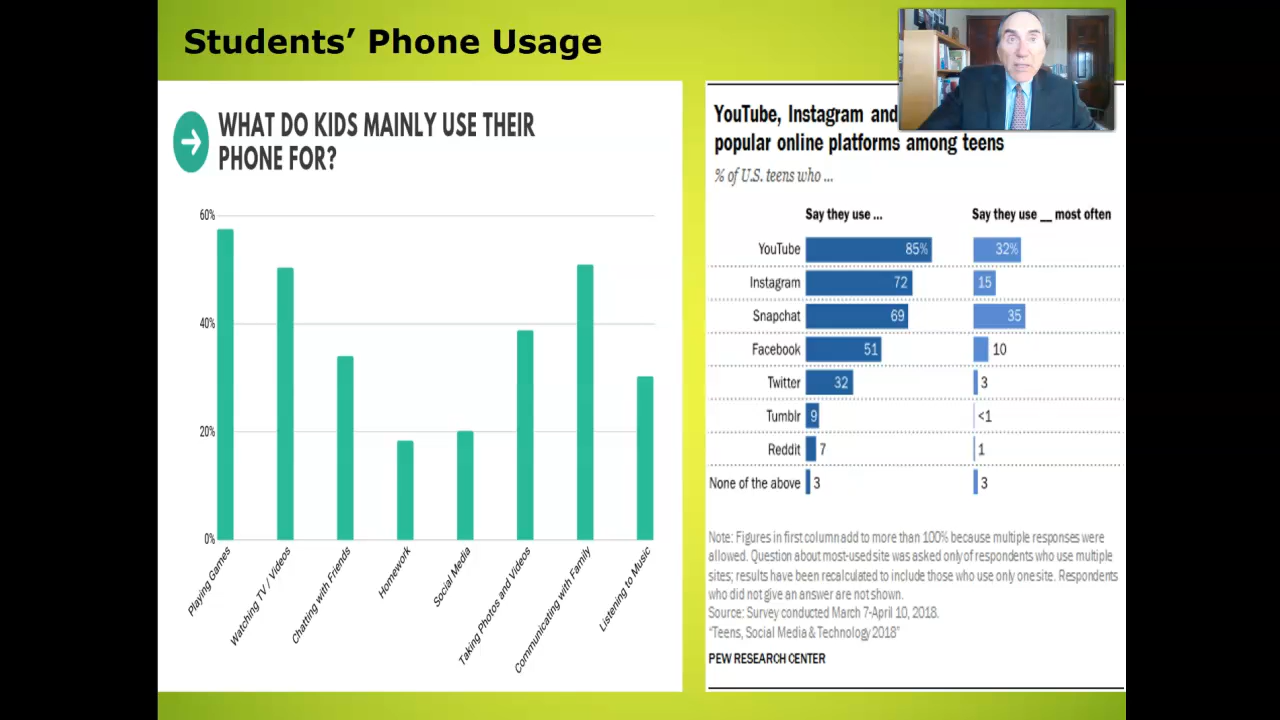 Students’ Phone Usage
WHAT DO KIDS MAINLY USE THEIR
PHONE FOR?
60%
40%
20%
0%
Playing Games
Watching TV / Videos
Chatting with Friends
Homework
Social Media
Taking Photos and Videos
Communicating with Family
Listening to Music
YouTube, Instagram and
popular online platforms among teens
% of U.S. teens who ...
Say they use ... Say they use __ most often
YouTube 85% 32%
Instagram 72 15
Snapchat 69 35
Facebook 51 10
Twitter 32 3
Tumblr 9 <1
Reddit 7 1
None of the above 3 3
Note: Figures in first column add to more than 100% because multiple responses were
allowed. Question about most-used site was asked only of respondents who use multiple
sites; results have been recalculated to include those who use only one site. Respondents
who did not give an answer are not shown.
Source: Survey conducted March 7-April 10, 2018.
“Teens, Social Media & Technology 2018”
PEW RESEARCH CENTER